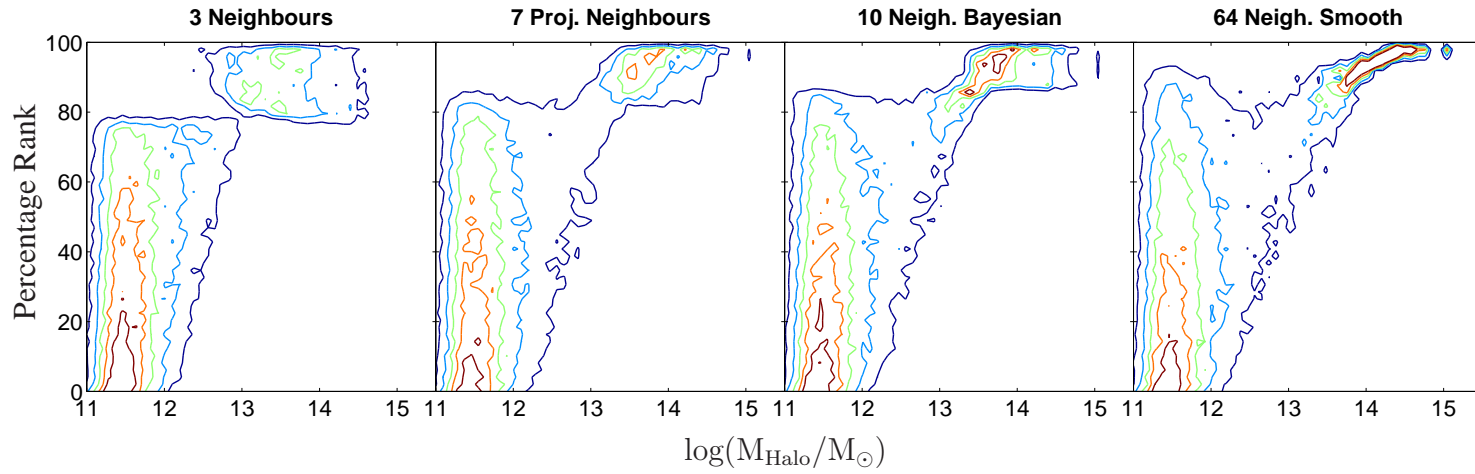 3 Neighbours
7 Proj. Neighbours
10 Neigh. Bayesian
64 Neigh. Smooth
Percentage Rank
100
80
60
40
20
0
11 12 13 14 15
11 12 13 14 15
11 12 13 14 15
11 12 13 14 15
log(M_Halo/M_⊙)